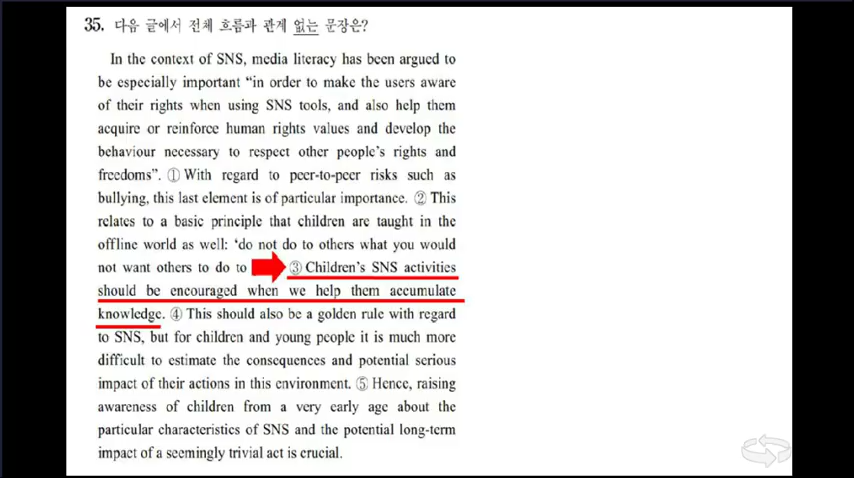 35. 다음 글에서 전체 흐름과 관계 없는 문장은?
In the context of SNS, media literacy has been argued to
be especially important “in order to make the users aware
of their rights when using SNS tools, and also help them
acquire or reinforce human rights values and develop the
behaviour necessary to respect other people’s rights and
freedoms”. ① With regard to peer-to-peer risks such as
bullying, this last element is of particular importance. ② This
relates to a basic principle that children are taught in the
offline world as well: ‘do not do to others what you would
not want others to do to ③ Children’s SNS activities
should be encouraged when we help them accumulate
knowledge. ④ This should also be a golden rule with regard
to SNS, but for children and young people it is much more
difficult to estimate the consequences and potential serious
impact of their actions in this environment. ⑤ Hence, raising
awareness of children from a very early age about the
particular characteristics of SNS and the potential long-term
impact of a seemingly trivial act is crucial.